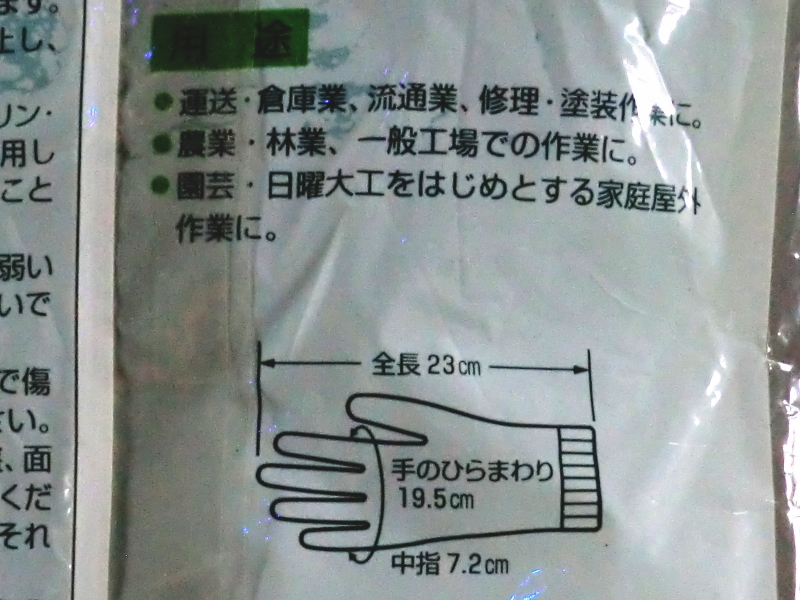 ます。
止し、
リン・
用し
こと
弱い
いで
で傷
い。
、面
くだ
それ
用途
●運送・倉庫業、流通業、修理・塗装作業に。
●農業・林業、一般工場での作業に。
●園芸・日曜大工をはじめとする家庭屋外
作業に。
全長 23cm
手のひらまわり
19.5cm
中指 7.2cm